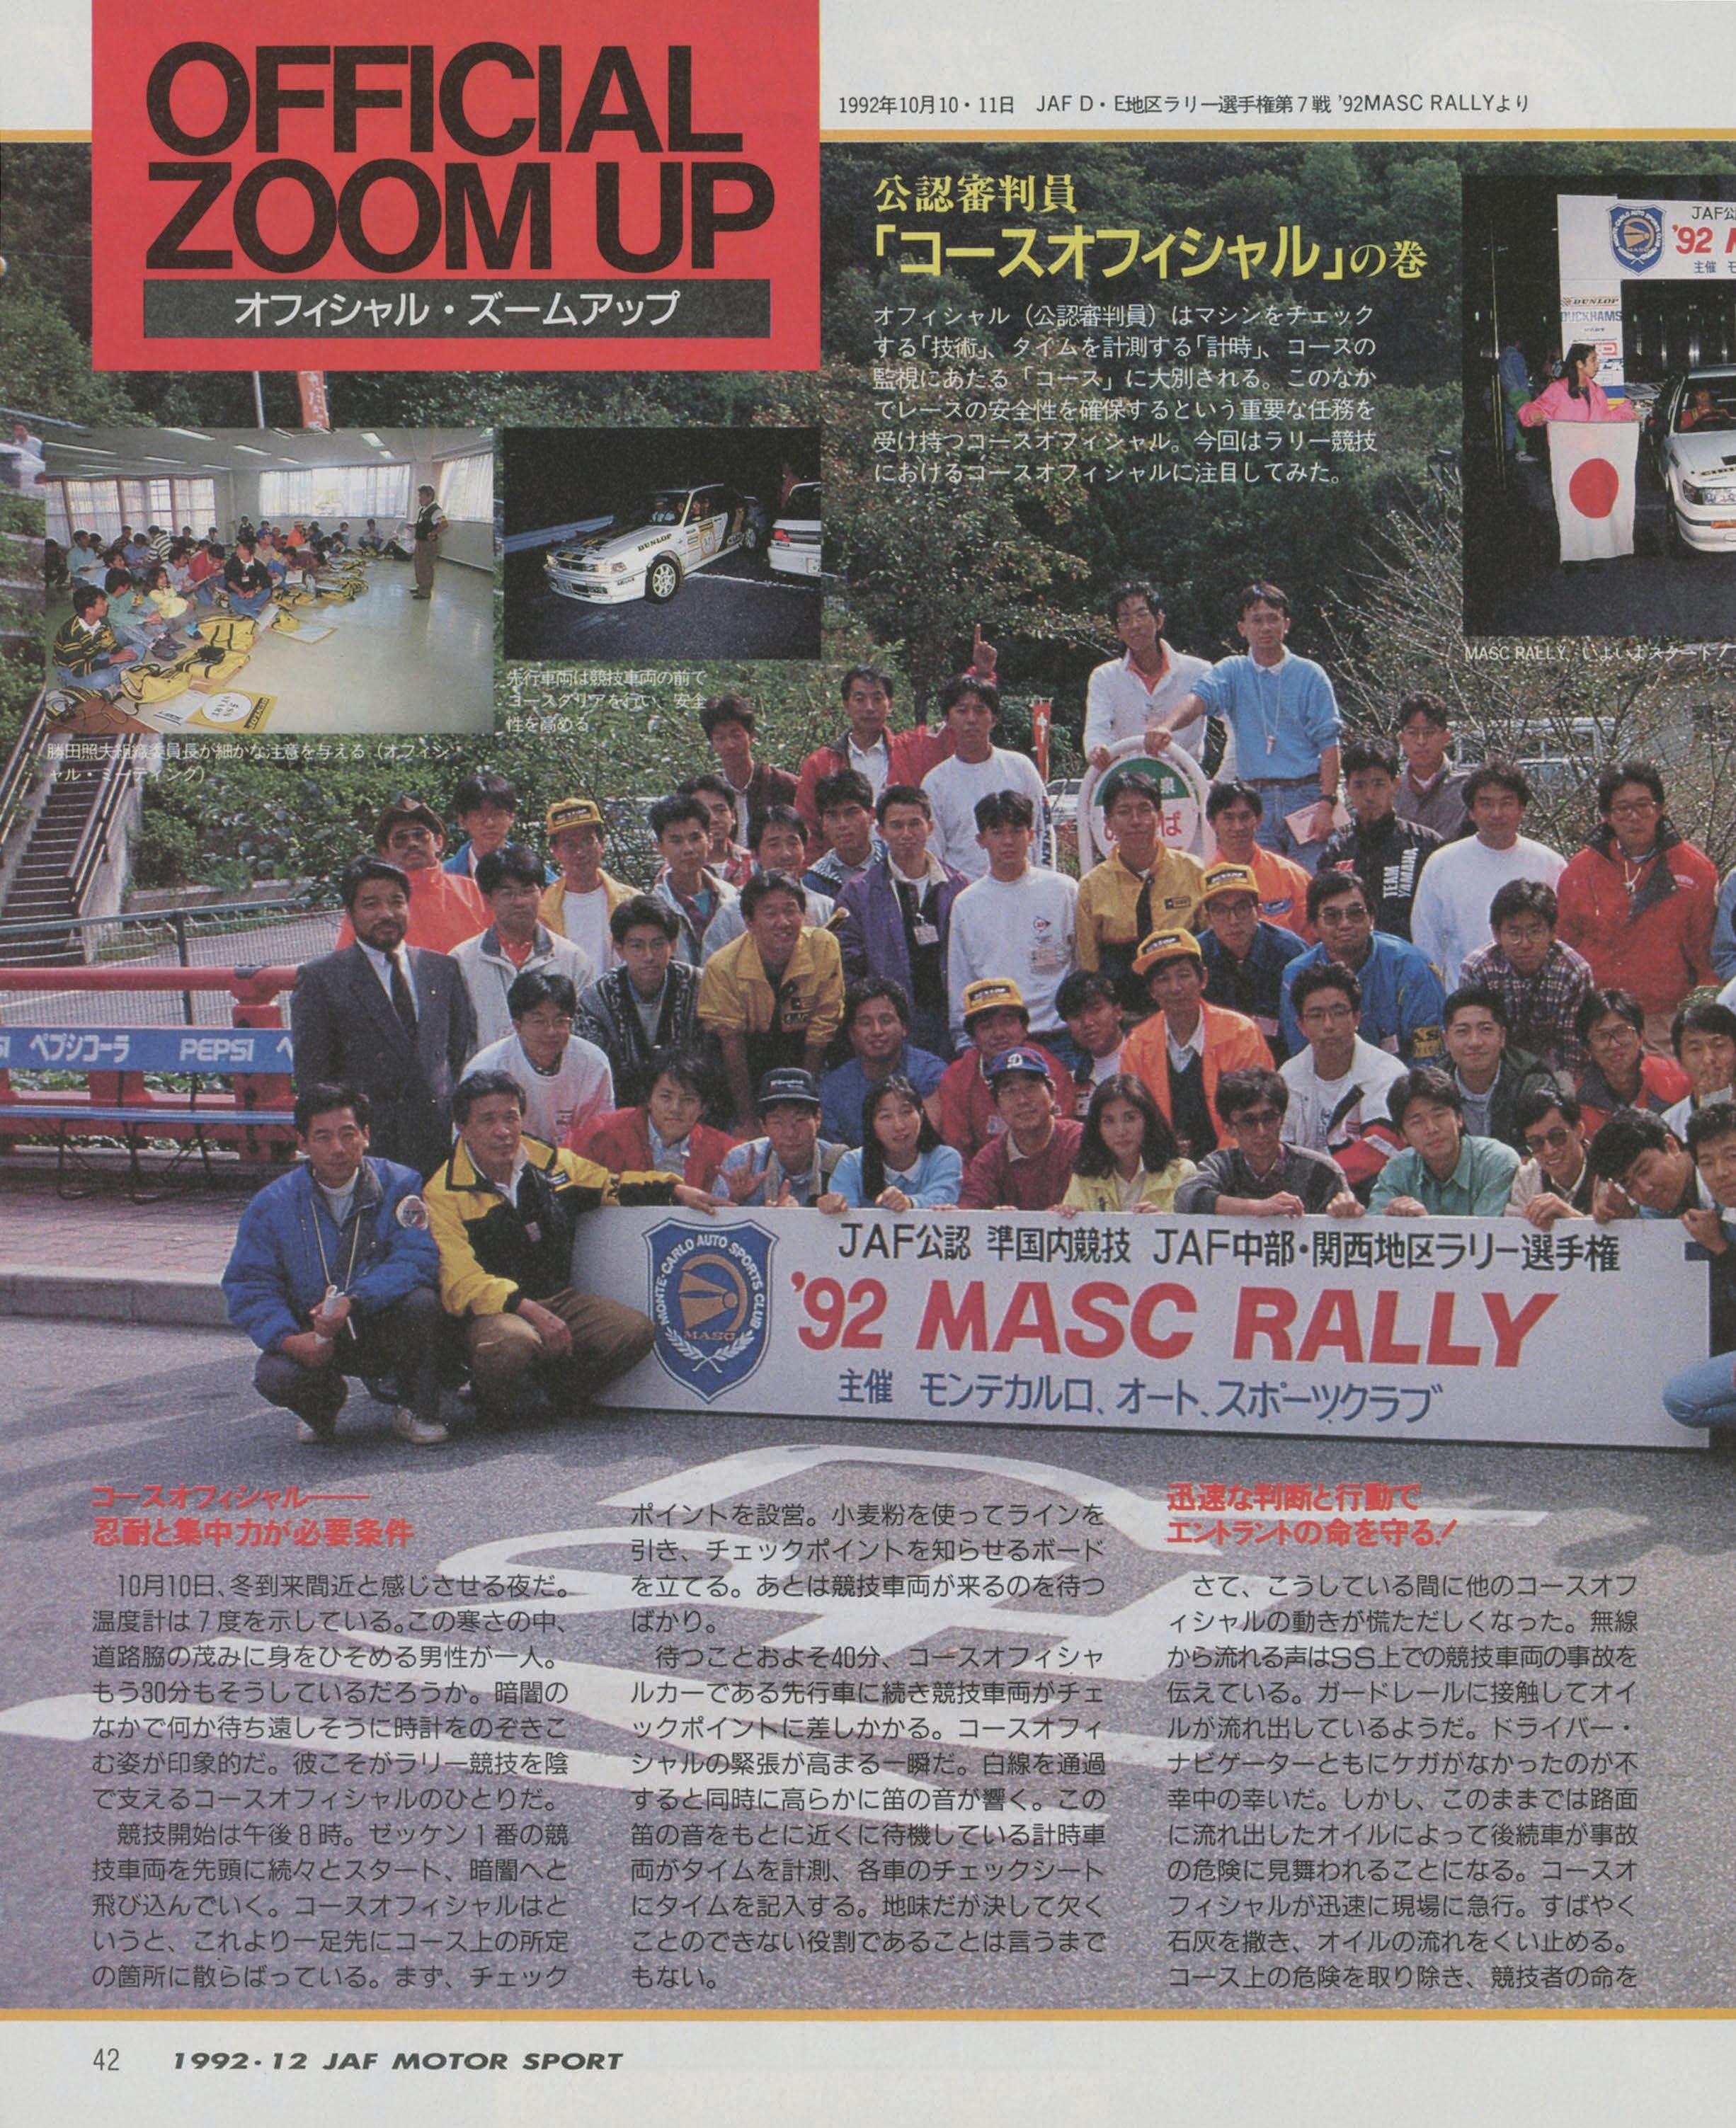 OFFICIAL
ZOOM UP
オフィシャル・ズームアップ
1992年10月10・11日 JAF D・E地区ラリー選手権第7戦 '92MASC RALLYより
公認審判員
「コースオフィシャル」の巻
オフィシャル（公認審判員）はマシンをチェック
する「技術」、タイムを計測する「計時」、コースの
監視にあたる「コース」に大別される。このなか
でレースの安全性を確保するという重要な任務を
受け持つコースオフィシャル。今回はラリー競技
におけるコースオフィシャルに注目してみた。
JAF公
'92
主催 モ
DUNLOP
DUCKHAMS
MASC RALLY、いよいよスタート
DUNLOP
先行車両は競技車両の前で
コースクリアを行い、安全
性を高める
勝田照夫組織委員長が細かな注意を与える（オフィシ
ャル・ミーティング）
TEAM
YAMAHA
ペプシコーラ PEPSI
JAF公認 準国内競技 JAF中部・関西地区ラリー選手権
MONTE-CARLO AUTO SPORTS CLUB
MASC
'92 MASC RALLY
主催 モンテカルロ、オート、スポーツクラブ
コースオフィシャル――
忍耐と集中力が必要条件
10月10日、冬到来間近と感じさせる夜だ。
温度計は7度を示している。この寒さの中、
道路脇の茂みに身をひそめる男性が一人。
もう30分もそうしているだろうか。暗闇の
なかで何か待ち遠しそうに時計をのぞきこ
む姿が印象的だ。彼こそがラリー競技を陰
で支えるコースオフィシャルのひとりだ。
競技開始は午後8時。ゼッケン1番の競
技車両を先頭に続々とスタート、暗闇へと
飛び込んでいく。コースオフィシャルはと
いうと、これより一足先にコース上の所定
の箇所に散らばっている。まず、チェック
ポイントを設営。小麦粉を使ってラインを
引き、チェックポイントを知らせるボード
を立てる。あとは競技車両が来るのを待つ
ばかり。
待つことおよそ40分、コースオフィシャ
ルカーである先行車に続き競技車両がチェ
ックポイントに差しかかる。コースオフィ
シャルの緊張が高まる一瞬だ。白線を通過
すると同時に高らかに笛の音が響く。この
笛の音をもとに近くに待機している計時車
両がタイムを計測、各車のチェックシート
にタイムを記入する。地味だが決して欠く
ことのできない役割であることは言うまで
もない。
迅速な判断と行動で
エントラントの命を守る！
さて、こうしている間に他のコースオフ
ィシャルの動きが慌ただしくなった。無線
から流れる声はSS上での競技車両の事故を
伝えている。ガードレールに接触してオイ
ルが流れ出しているようだ。ドライバー・
ナビゲーターともにケガがなかったのが不
幸中の幸いだ。しかし、このままでは路面
に流れ出したオイルによって後続車が事故
の危険に見舞われることになる。コースオ
フィシャルが迅速に現場に急行。すばやく
石灰を撒き、オイルの流れをくい止める。
コース上の危険を取り除き、競技者の命を
42 1992・12 JAF MOTOR SPORT